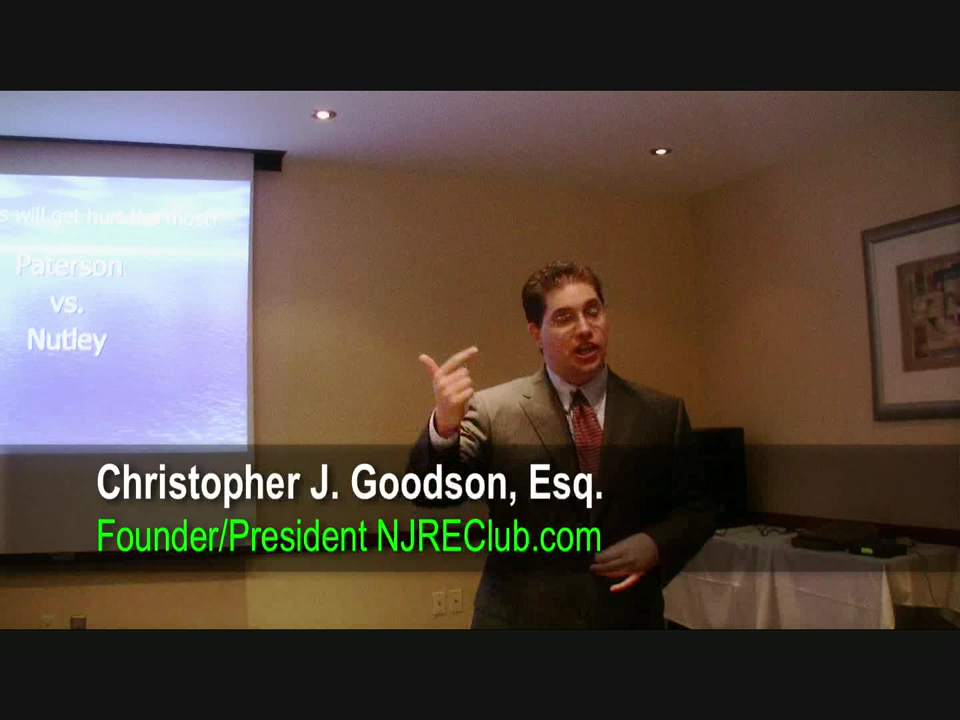 s will get hurt the most?
Paterson
vs.
Nutley
Christopher J. Goodson, Esq.
Founder/President NJREClub.com